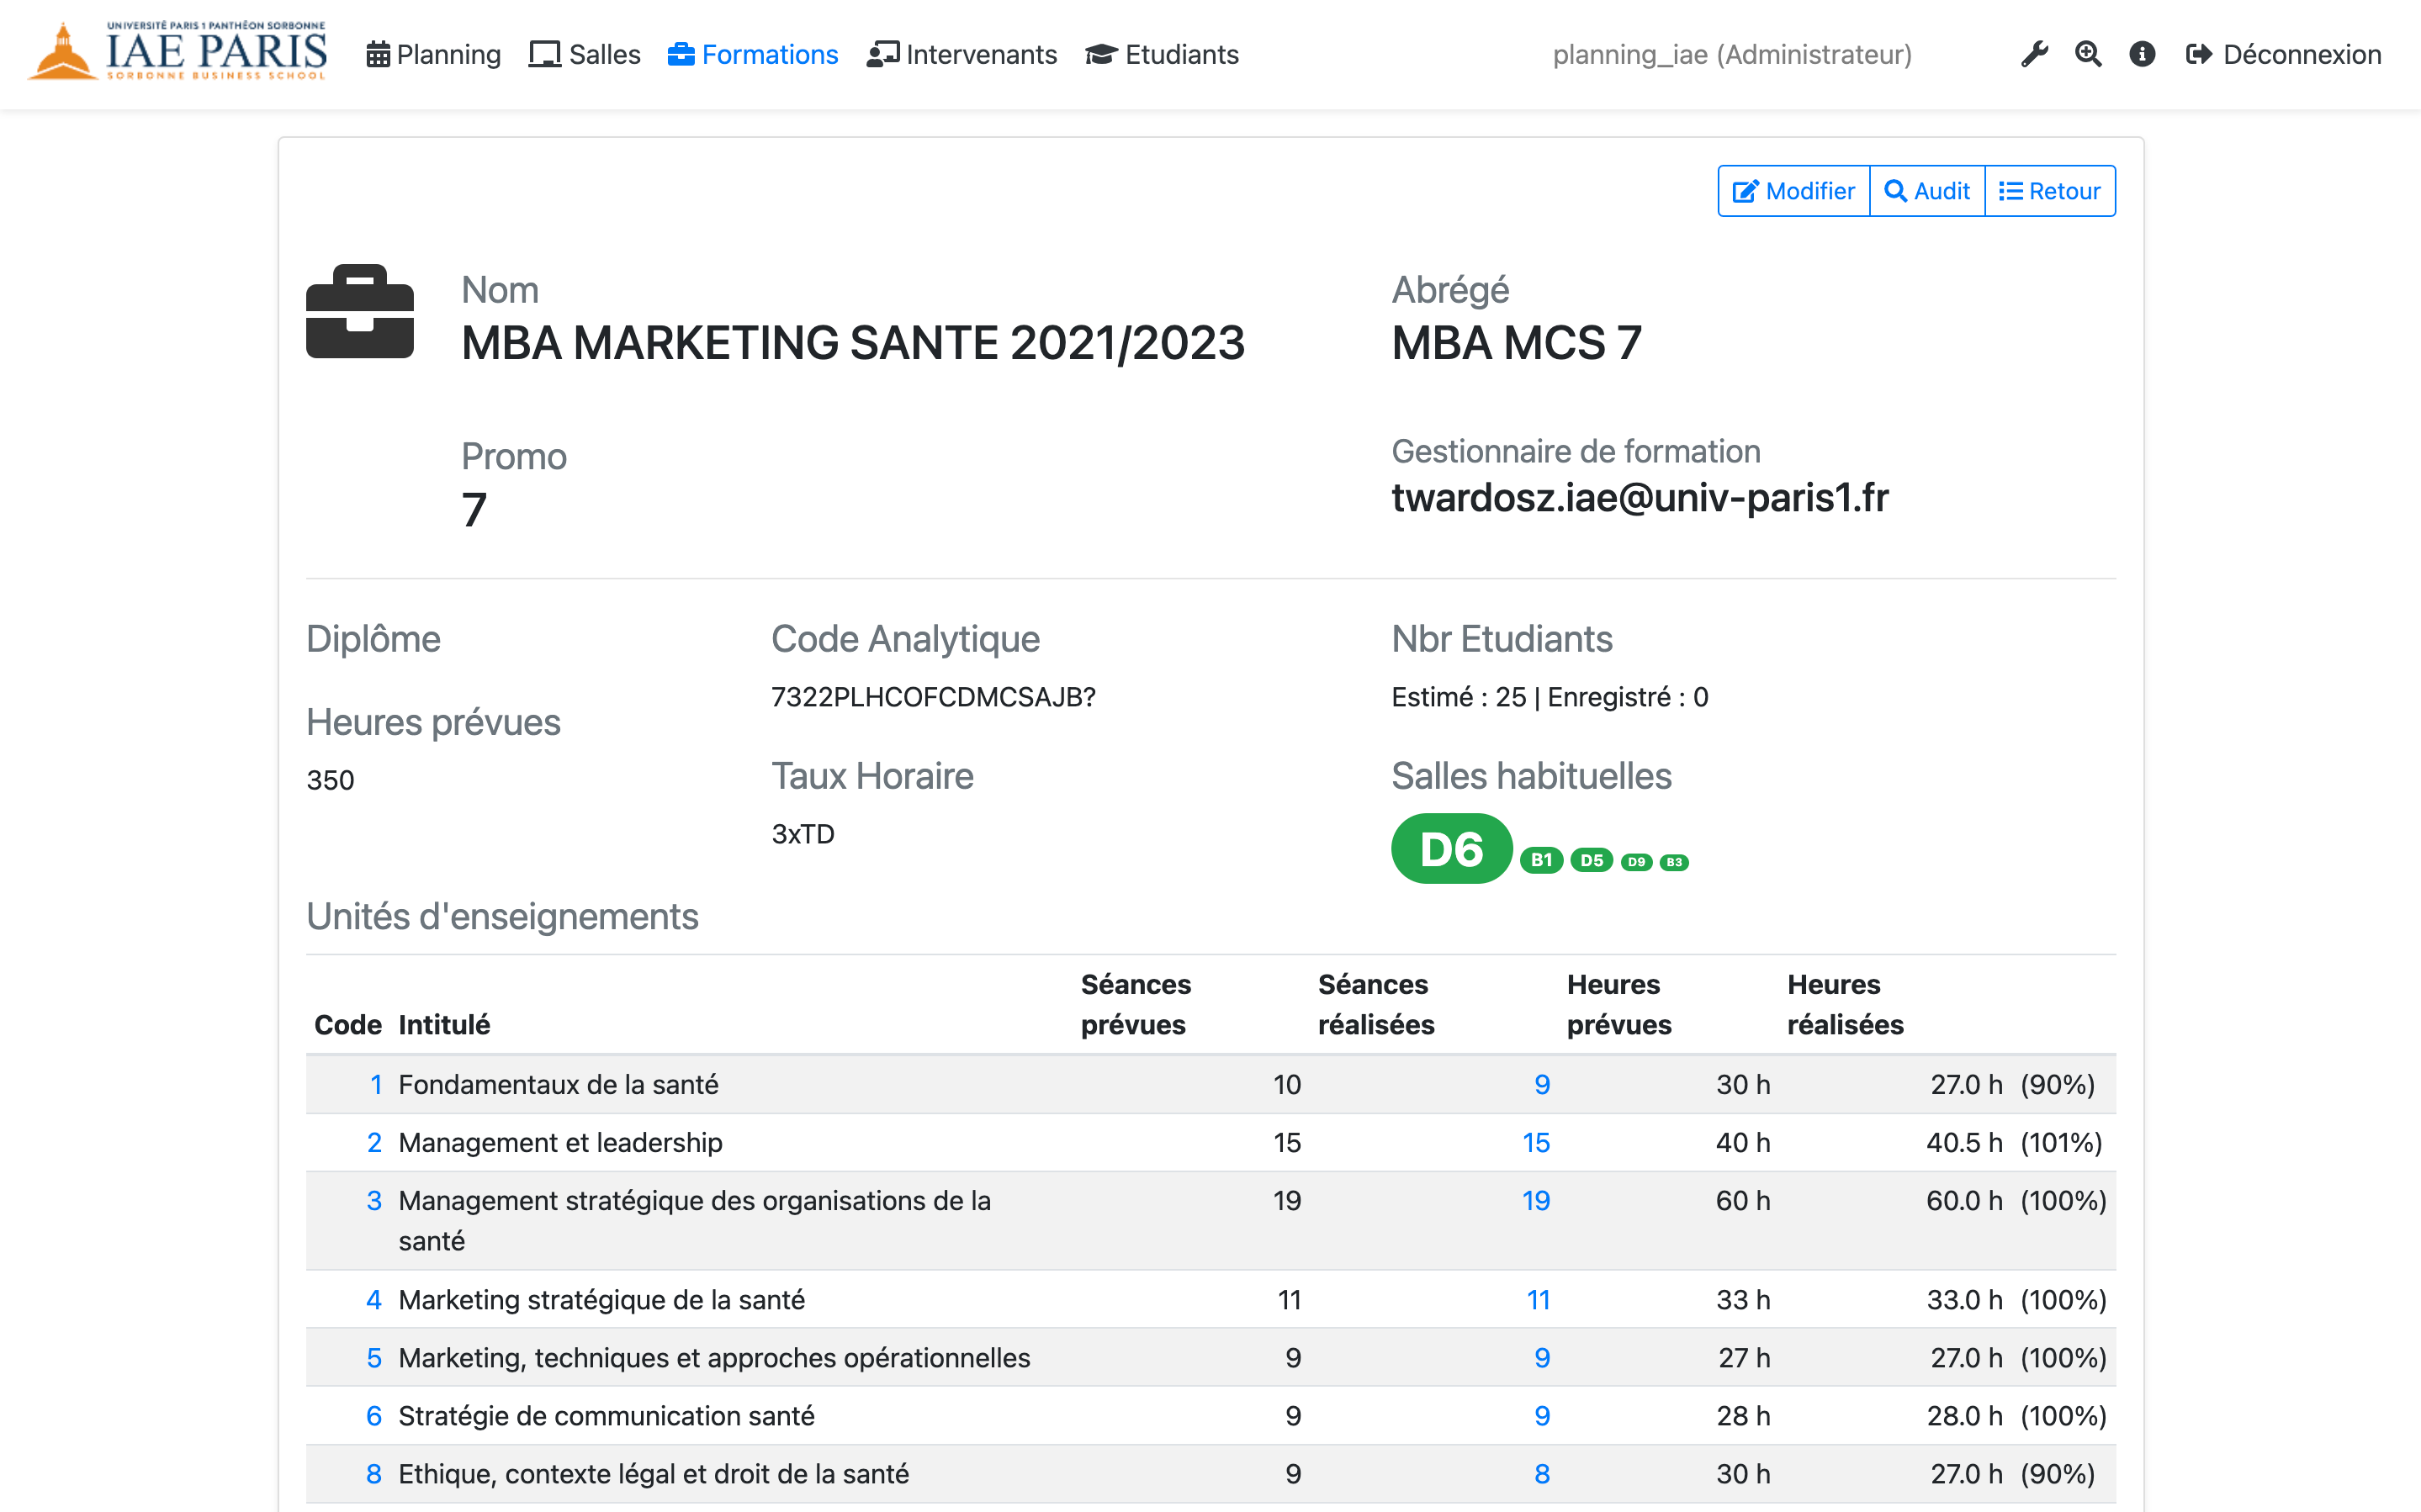 UNIVERSITÉ PARIS 1 PANTHÉON SORBONNE
IAE PARIS
SORBONNE BUSINESS SCHOOL
Planning Salles Formations Intervenants Etudiants planning_iae (Administrateur) Déconnexion
Modifier Audit Retour
Nom Abrégé
MBA MARKETING SANTE 2021/2023 MBA MCS 7
Promo Gestionnaire de formation
7 twardosz.iae@univ-paris1.fr
Diplôme Code Analytique Nbr Etudiants
7322PLHCOFCDMCSAJB? Estimé : 25 | Enregistré : 0
Heures prévues
350
Taux Horaire Salles habituelles
3xTD D6 B1 D5 D9 B3
Unités d'enseignements
Séances Séances Heures Heures
Code Intitulé prévues réalisées prévues réalisées
1 Fondamentaux de la santé 10 9 30 h 27.0 h (90%)
2 Management et leadership 15 15 40 h 40.5 h (101%)
3 Management stratégique des organisations de la 19 19 60 h 60.0 h (100%)
santé
4 Marketing stratégique de la santé 11 11 33 h 33.0 h (100%)
5 Marketing, techniques et approches opérationnelles 9 9 27 h 27.0 h (100%)
6 Stratégie de communication santé 9 9 28 h 28.0 h (100%)
8 Ethique, contexte légal et droit de la santé 9 8 30 h 27.0 h (90%)